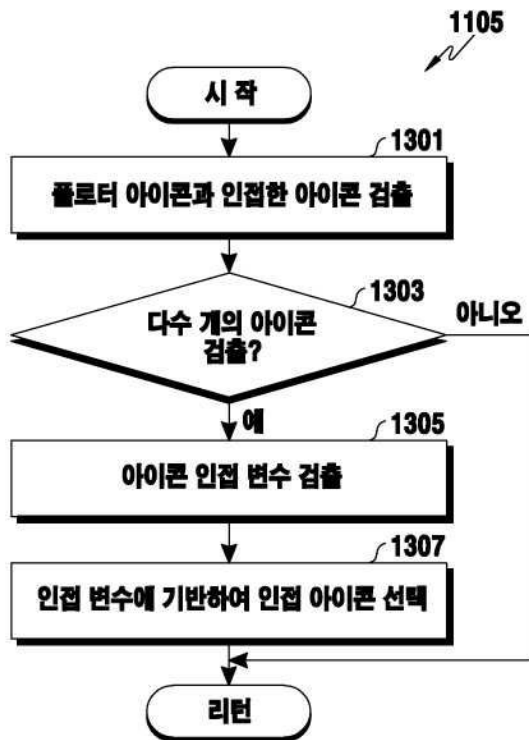 1105
시 작
1301
플로터 아이콘과 인접한 아이콘 검출
1303
다수 개의 아이콘
검출?
아니오
예
1305
아이콘 인접 변수 검출
1307
인접 변수에 기반하여 인접 아이콘 선택
리턴